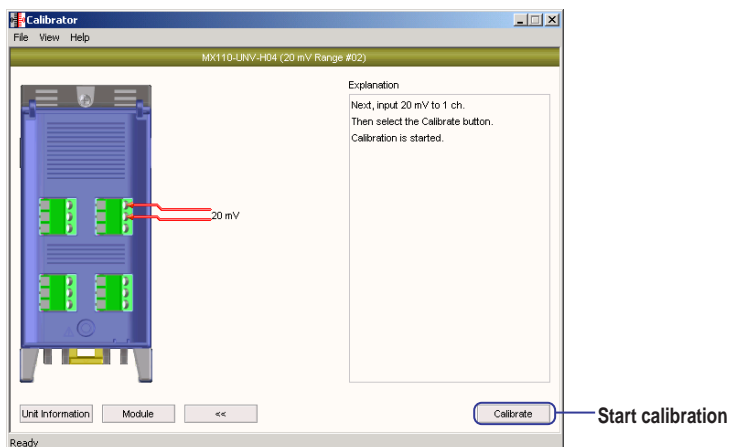 Calibrator
File View Help
MX110-UNV-H04 (20 mV Range #02)
Explanation
Next, input 20 mV to 1 ch.
Then select the Calibrate button.
Calibration is started.
20 mV
Unit Information
Module
<<
Calibrate
Start calibration
Ready